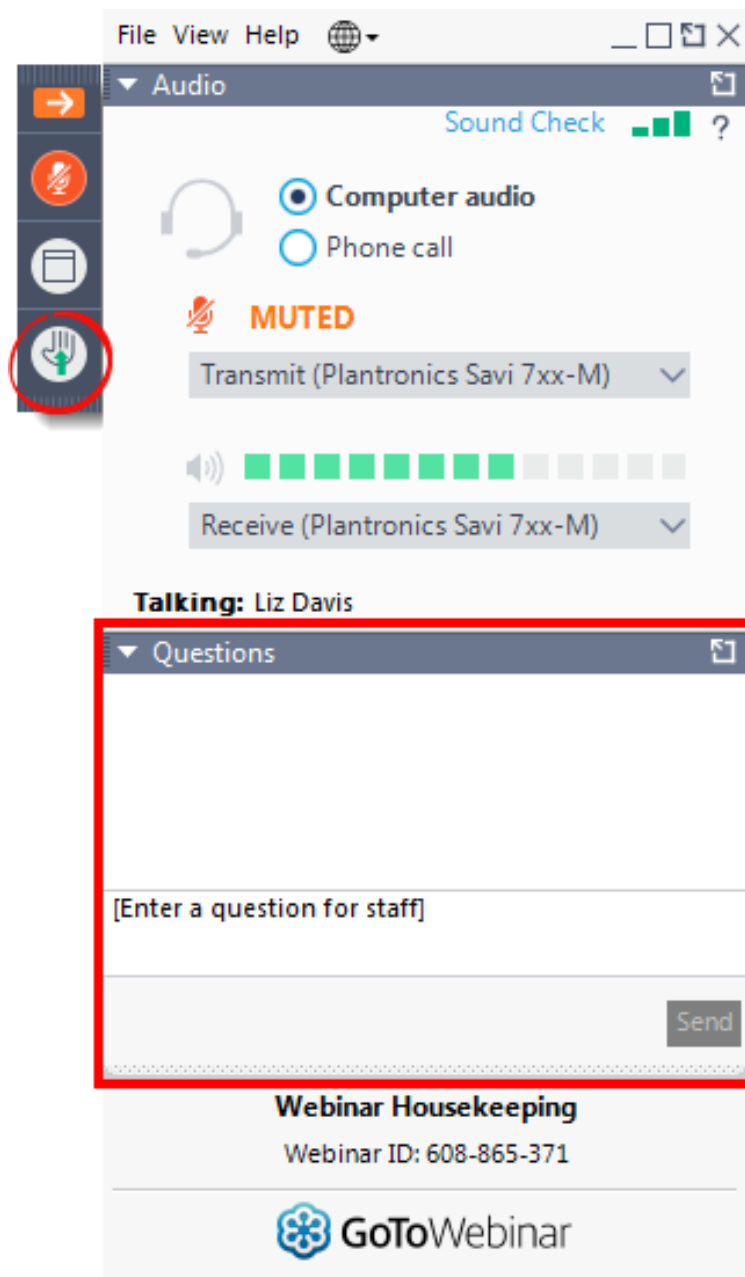 File View Help
Audio
Sound Check ?
Computer audio
Phone call
MUTED
Transmit (Plantronics Savi 7xx-M)
Receive (Plantronics Savi 7xx-M)
Talking: Liz Davis
Questions
[Enter a question for staff]
Send
Webinar Housekeeping
Webinar ID: 608-865-371
GoToWebinar